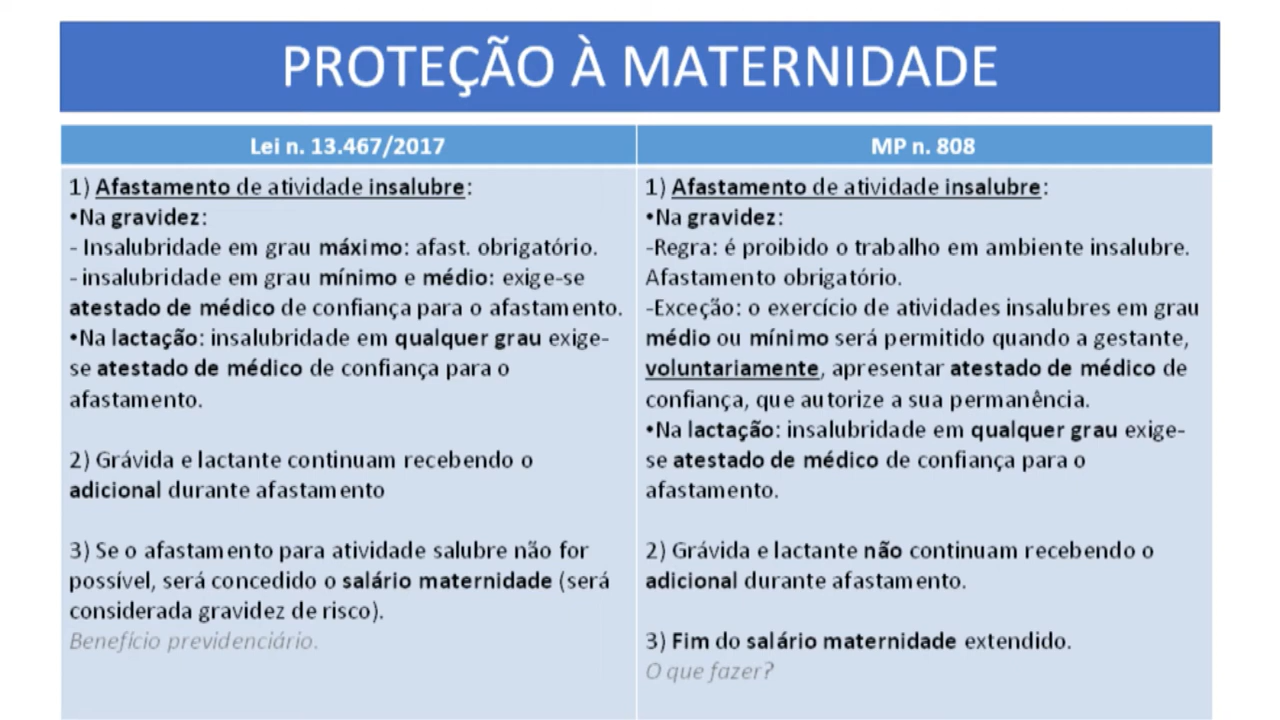 PROTEÇÃO À MATERNIDADE
Lei n. 13.467/2017
1) Afastamento de atividade insalubre:
•Na gravidez:
- Insalubridade em grau máximo: afast. obrigatório.
- insalubridade em grau mínimo e médio: exige-se
atestado de médico de confiança para o afastamento.
•Na lactação: insalubridade em qualquer grau exige-
se atestado de médico de confiança para o
afastamento.
2) Grávida e lactante continuam recebendo o
adicional durante afastamento
3) Se o afastamento para atividade salubre não for
possível, será concedido o salário maternidade (será
considerada gravidez de risco).
Benefício previdenciário.
MP n. 808
1) Afastamento de atividade insalubre:
•Na gravidez:
-Regra: é proibido o trabalho em ambiente insalubre.
Afastamento obrigatório.
-Exceção: o exercício de atividades insalubres em grau
médio ou mínimo será permitido quando a gestante,
voluntariamente, apresentar atestado de médico de
confiança, que autorize a sua permanência.
•Na lactação: insalubridade em qualquer grau exige-
se atestado de médico de confiança para o
afastamento.
2) Grávida e lactante não continuam recebendo o
adicional durante afastamento.
3) Fim do salário maternidade extendido.
O que fazer?